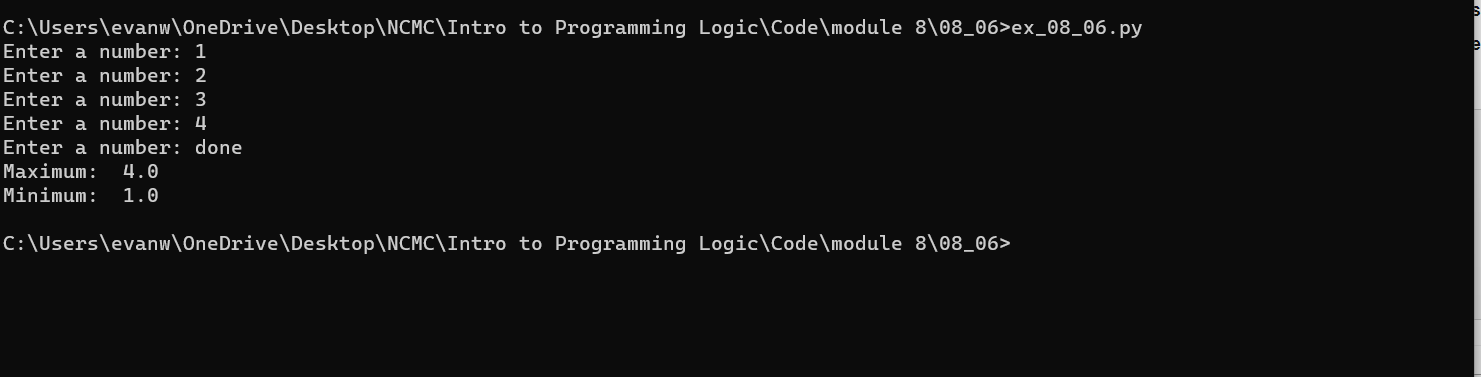 C:\Users\evanw\OneDrive\Desktop\NCMC\Intro to Programming Logic\Code\module 8\08_06>ex_08_06.py
Enter a number: 1
Enter a number: 2
Enter a number: 3
Enter a number: 4
Enter a number: done
Maximum:  4.0
Minimum:  1.0
C:\Users\evanw\OneDrive\Desktop\NCMC\Intro to Programming Logic\Code\module 8\08_06>